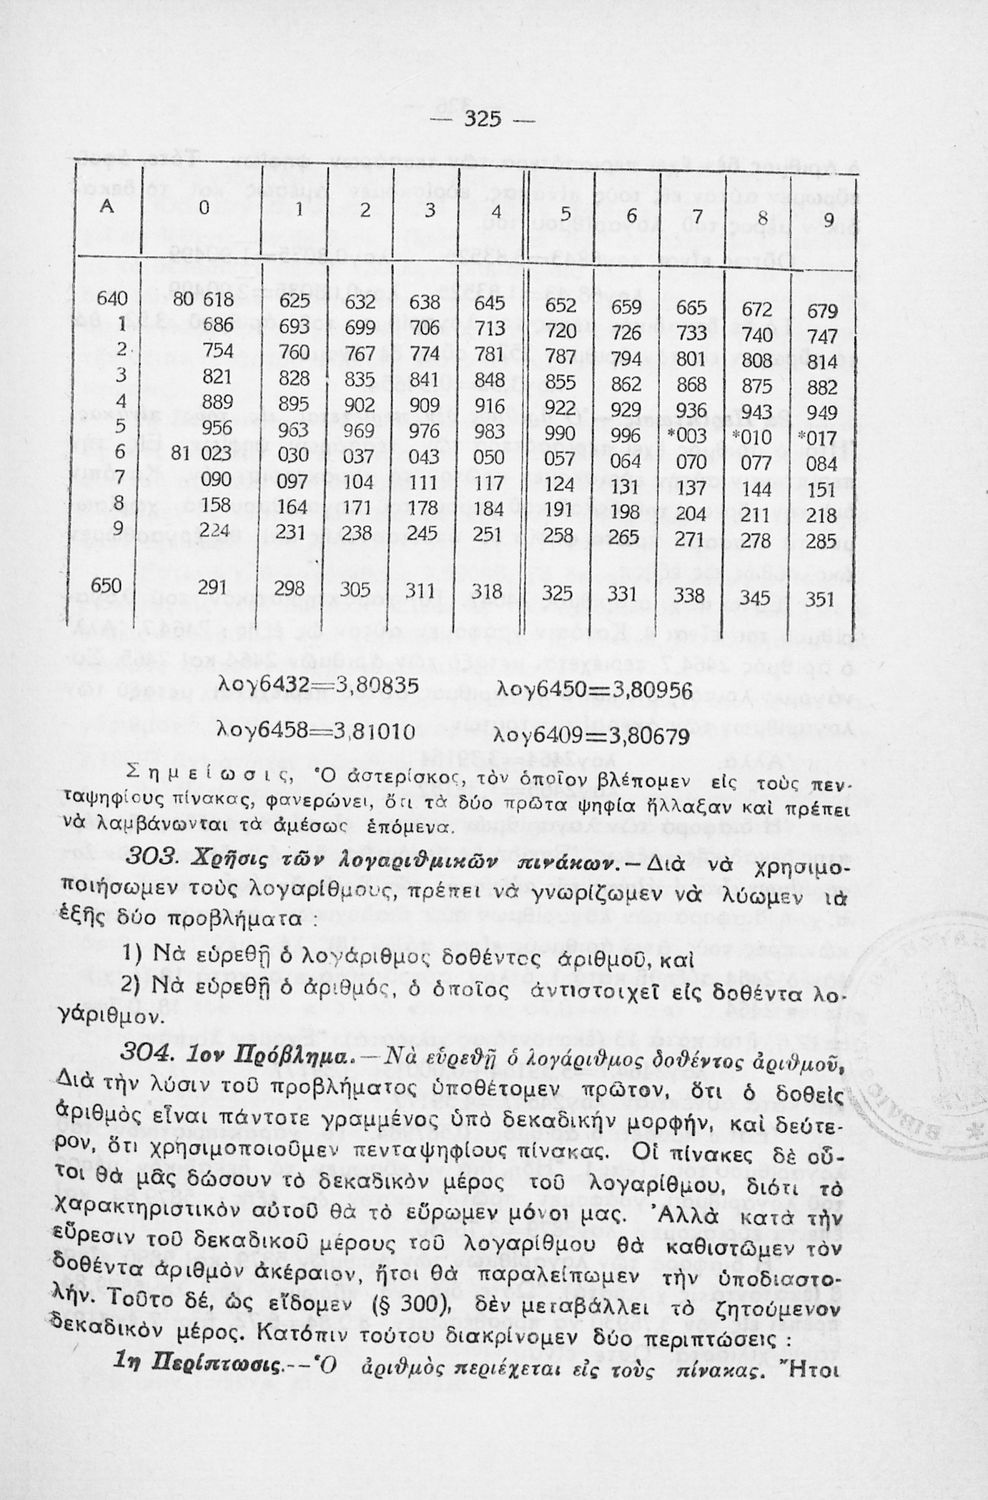 — 325 —
Α 0 1 2 3 4 5 6 7 8 9
640 80 618 625 632 638 645 652 659 665 672 679
1 686 693 699 706 713 720 726 733 740 747
2 754 760 767 774 781 787 794 801 808 814
3 821 828 835 841 848 855 862 868 875 882
4 889 895 902 909 916 922 929 936 943 949
5 956 963 969 976 983 990 996 *003 *010 *017
6 81 023 030 037 043 050 057 064 070 077 084
7 090 097 104 111 117 124 131 137 144 151
8 158 164 171 178 184 191 198 204 211 218
9 224 231 238 245 251 258 265 271 278 285
650 291 298 305 311 318 325 331 338 345 351
λογ6432=3,80835 λογ6450=3,80956
λογ6458=3,81010 λογ6409=3,80679
Σημείωσις, Ὁ ἀστερίσκος, τὸν ὁποῖον βλέπομεν εἰς τοὺς πεν-
ταψηφίους πίνακας, φανερώνει, ὅτι τὰ δύο πρῶτα ψηφία ἤλλαξαν καὶ πρέπει
νὰ λαμβάνωνται τὰ ἀμέσως ἑπόμενα.
303. Χρῆσις τῶν λογαριθμικῶν πινάκων.—Διὰ νὰ χρησιμο-
ποιήσωμεν τοὺς λογαρίθμους, πρέπει νὰ γνωρίζωμεν νὰ λύωμεν τὰ
ἑξῆς δύο προβλήματα :
1) Νὰ εὑρεθῇ ὁ λογάριθμος δοθέντος ἀριθμοῦ, καὶ
2) Νὰ εὑρεθῇ ὁ ἀριθμός, ὁ ὁποῖος ἀντιστοιχεῖ εἰς δοθέντα λο-
γάριθμον.
304. 1ον Πρόβλημα.—Νὰ εὑρεθῇ ὁ λογάριθμος δοθέντος ἀριθμοῦ,
Διὰ τὴν λύσιν τοῦ προβλήματος ὑποθέτομεν πρῶτον, ὅτι ὁ δοθεὶς
ἀριθμὸς εἶναι πάντοτε γραμμένος ὑπὸ δεκαδικήν μορφήν, καὶ δεύτε-
ρον, ὅτι χρησιμοποιοῦμεν πενταψηφίους πίνακας. Οἱ πίνακες δὲ οὗ-
τοι θὰ μᾶς δώσουν τὸ δεκαδικὸν μέρος τοῦ λογαρίθμου, διότι τὸ
χαρακτηριστικὸν αὐτοῦ θὰ τὸ εὕρωμεν μόνοι μας. Ἀλλὰ κατὰ τὴν
εὕρεσιν τοῦ δεκαδικοῦ μέρους τοῦ λογαρίθμου θὰ καθιστῶμεν τὸν
δοθέντα ἀριθμὸν ἀκέραιον, ἤτοι θὰ παραλείπωμεν τὴν ὑποδιαστο-
λήν. Τοῦτο δέ, ὡς εἴδομεν (§ 300), δὲν μεταβάλλει τὸ ζητούμενον
δεκαδικὸν μέρος. Κατόπιν τούτου διακρίνομεν δύο περιπτώσεις :
1η Περίπτωσις.--Ὁ ἀριθμὸς περιέχεται εἰς τοὺς πίνακας. Ἤτοι